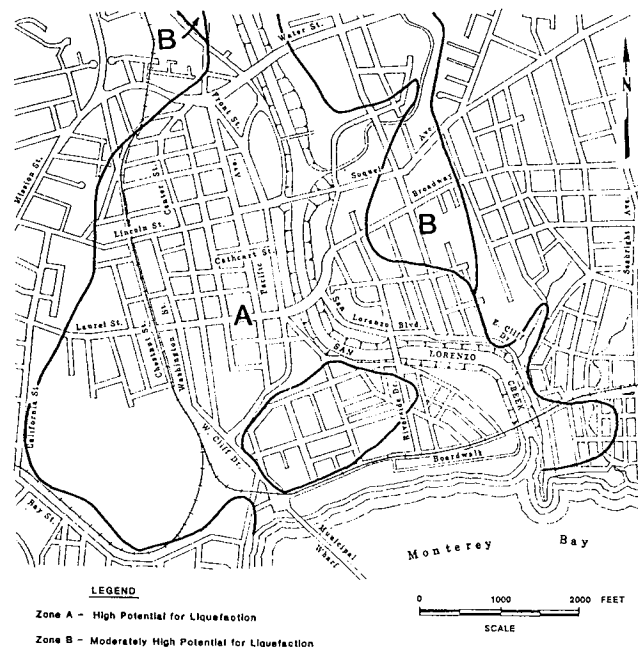 B
Water St.
N
Front St.
Mission St.
Center St.
Ave.
Soquel Ave.
Broadway
B
Seabright Ave.
Lincoln St.
Cathcart St.
Pacific
Laurel St.
A
San Lorenzo Blvd.
E. Cliff Dr.
Chestnut St.
Washington St.
SAN LORENZO CREEK
California St.
Riverside Dr.
W. Cliff Dr.
Boardwalk
Bay St.
Municipal Wharf
Monterey Bay
LEGEND
Zone A - High Potential for Liquefaction
Zone B - Moderately High Potential for Liquefaction
0 1000 2000 FEET
SCALE